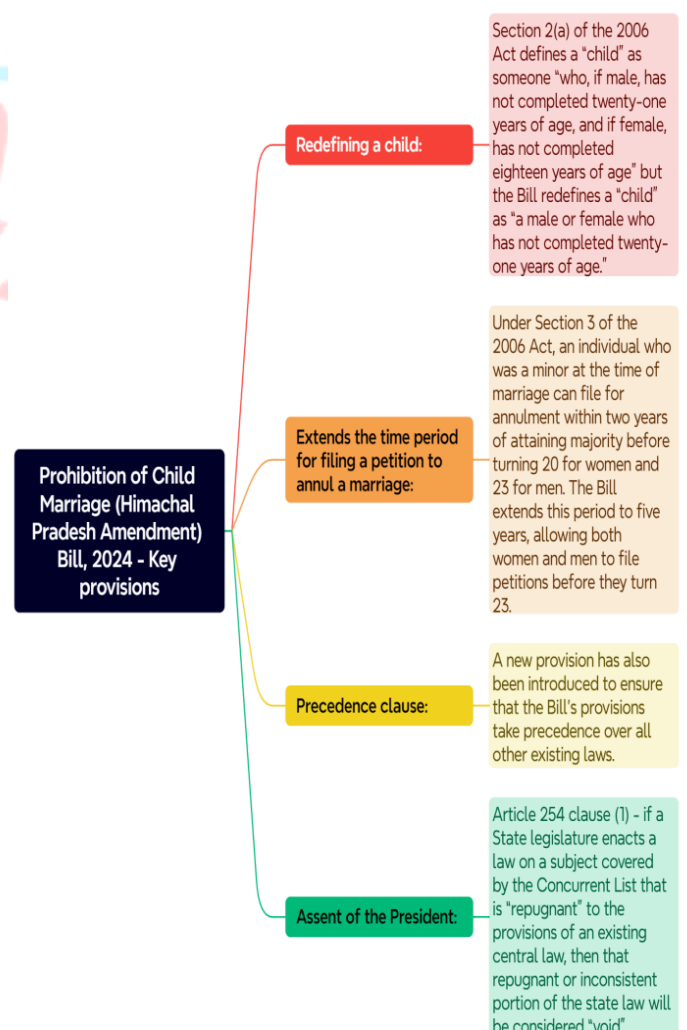 Prohibition of Child
Marriage (Himachal
Pradesh Amendment)
Bill, 2024 - Key
provisions
Redefining a child:
Section 2(a) of the 2006
Act defines a “child” as
someone “who, if male, has
not completed twenty-one
years of age, and if female,
has not completed
eighteen years of age” but
the Bill redefines a “child”
as “a male or female who
has not completed twenty-
one years of age.”
Extends the time period
for filing a petition to
annul a marriage:
Under Section 3 of the
2006 Act, an individual who
was a minor at the time of
marriage can file for
annulment within two years
of attaining majority before
turning 20 for women and
23 for men. The Bill
extends this period to five
years, allowing both
women and men to file
petitions before they turn
23.
Precedence clause:
A new provision has also
been introduced to ensure
that the Bill’s provisions
take precedence over all
other existing laws.
Assent of the President:
Article 254 clause (1) - if a
State legislature enacts a
law on a subject covered
by the Concurrent List that
is “repugnant” to the
provisions of an existing
central law, then that
repugnant or inconsistent
portion of the state law will
be considered “void”